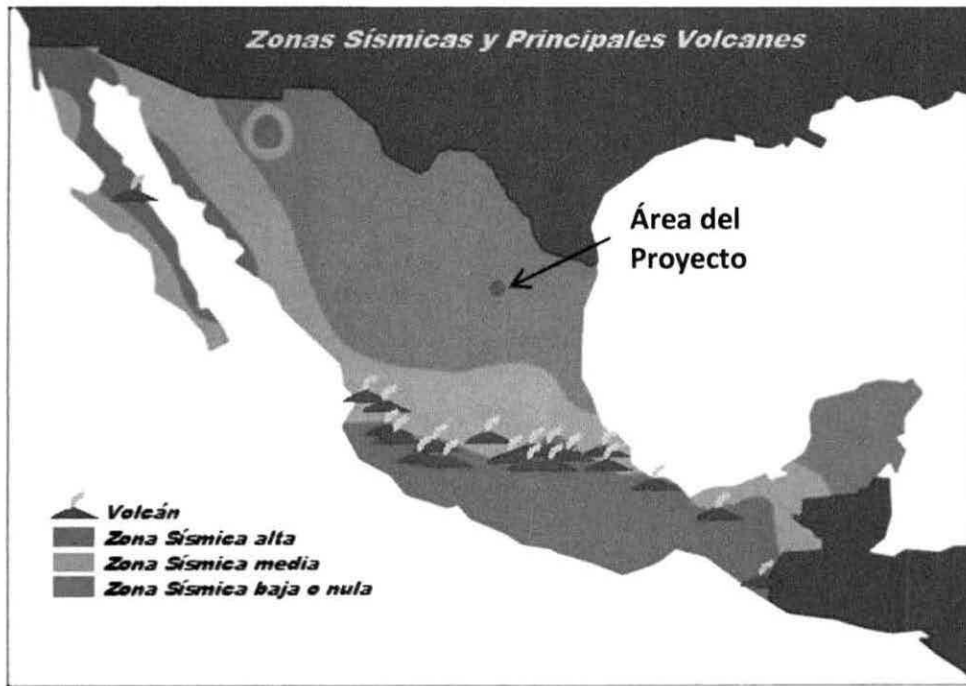 Zonas Sísmicas y Principales Volcanes
Área del
Proyecto
Volcán
Zona Sísmica alta
Zona Sísmica media
Zona Sísmica baja o nula